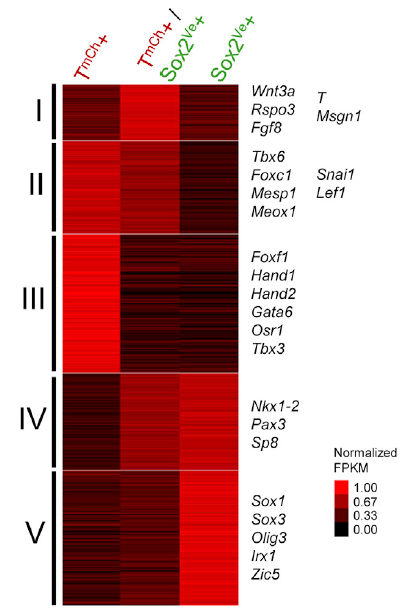 TmCh+
TmCh+/
Sox2Ve+
Sox2Ve+
I
Wnt3a
Rspo3
Fgf8
T
Msgn1
II
Tbx6
Foxc1
Mesp1
Meox1
Snai1
Lef1
III
Foxf1
Hand1
Hand2
Gata6
Osr1
Tbx3
IV
Nkx1-2
Pax3
Sp8
V
Sox1
Sox3
Olig3
Irx1
Zic5
Normalized
FPKM
1.00
0.67
0.33
0.00